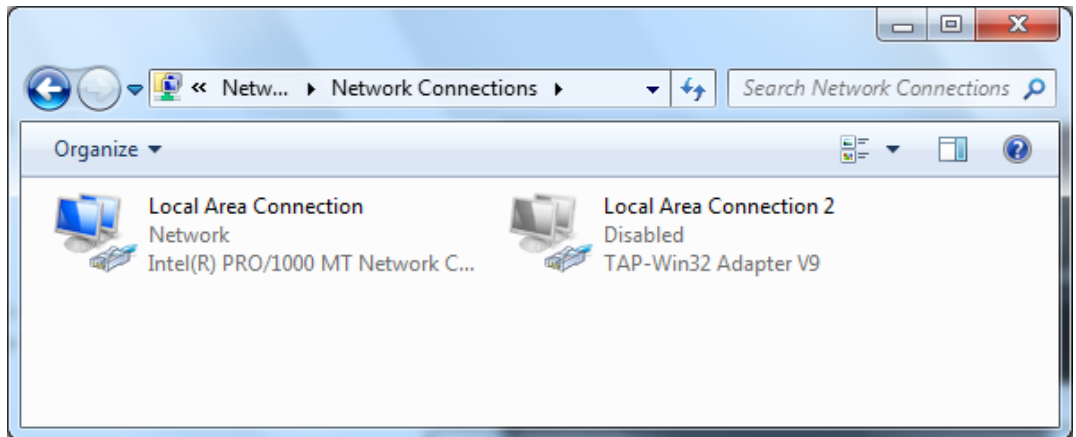 « Netw... Network Connections
Search Network Connections
Organize
Local Area Connection
Network
Intel(R) PRO/1000 MT Network C...
Local Area Connection 2
Disabled
TAP-Win32 Adapter V9